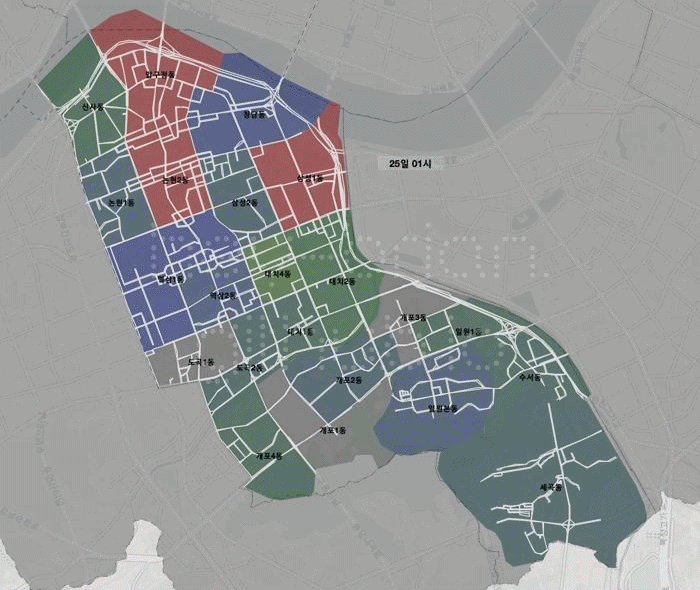 압구정동
신사동
청담동
25일 01시
논현2동
삼성1동
논현1동
삼성2동
대치4동
역삼1동
대치2동
역삼2동
개포3동
대치1동
일원1동
도곡1동
도곡2동
수서동
개포2동
일원본동
개포1동
개포4동
세곡동